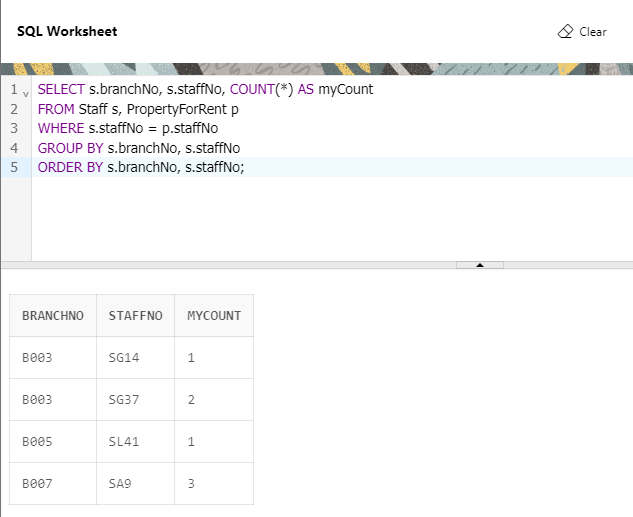 SQL Worksheet
Clear
1 SELECT s.branchNo, s.staffNo, COUNT(*) AS myCount
2 FROM Staff s, PropertyForRent p
3 WHERE s.staffNo = p.staffNo
4 GROUP BY s.branchNo, s.staffNo
5 ORDER BY s.branchNo, s.staffNo;
BRANCHNO STAFFNO MYCOUNT
B003 SG14 1
B003 SG37 2
B005 SL41 1
B007 SA9 3